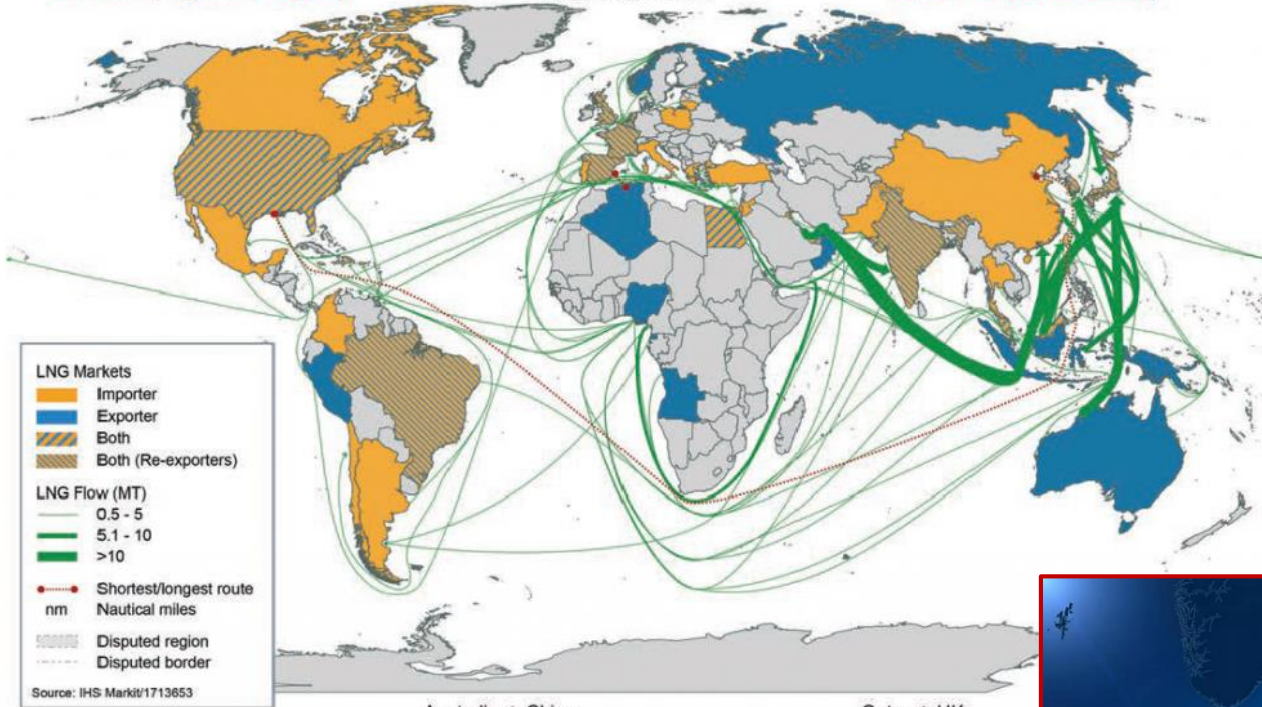 LNG Markets
Importer
Exporter
Both
Both (Re-exporters)
LNG Flow (MT)
0.5 - 5
5.1 - 10
>10
Shortest/longest route
nm Nautical miles
Disputed region
Disputed border
Source: IHS Markit/1713653